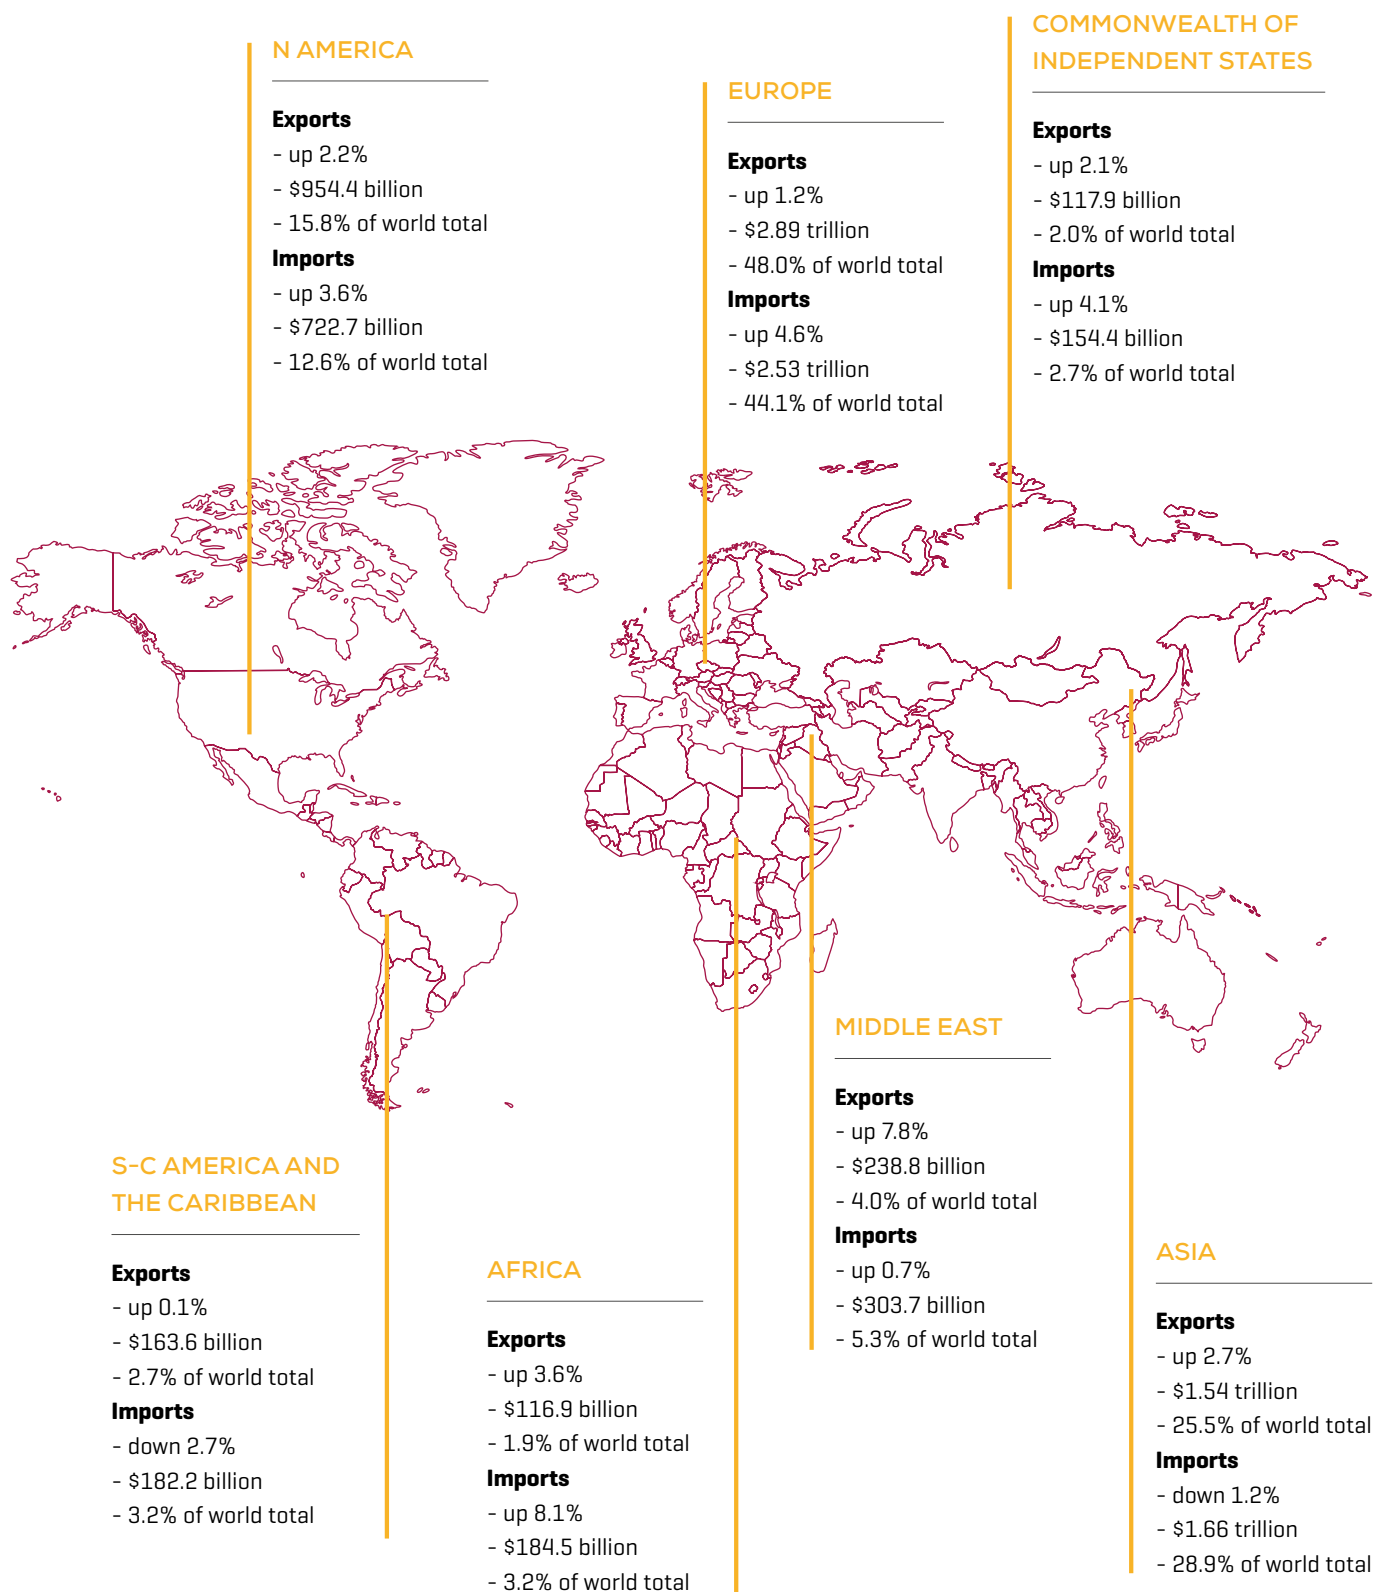 N AMERICA
Exports
- up 2.2%
- $954.4 billion
- 15.8% of world total
Imports
- up 3.6%
- $722.7 billion
- 12.6% of world total
EUROPE
Exports
- up 1.2%
- $2.89 trillion
- 48.0% of world total
Imports
- up 4.6%
- $2.53 trillion
- 44.1% of world total
COMMONWEALTH OF
INDEPENDENT STATES
Exports
- up 2.1%
- $117.9 billion
- 2.0% of world total
Imports
- up 4.1%
- $154.4 billion
- 2.7% of world total
S-C AMERICA AND
THE CARIBBEAN
Exports
- up 0.1%
- $163.6 billion
- 2.7% of world total
Imports
- down 2.7%
- $182.2 billion
- 3.2% of world total
AFRICA
Exports
- up 3.6%
- $116.9 billion
- 1.9% of world total
Imports
- up 8.1%
- $184.5 billion
- 3.2% of world total
MIDDLE EAST
Exports
- up 7.8%
- $238.8 billion
- 4.0% of world total
Imports
- up 0.7%
- $303.7 billion
- 5.3% of world total
ASIA
Exports
- up 2.7%
- $1.54 trillion
- 25.5% of world total
Imports
- down 1.2%
- $1.66 trillion
- 28.9% of world total